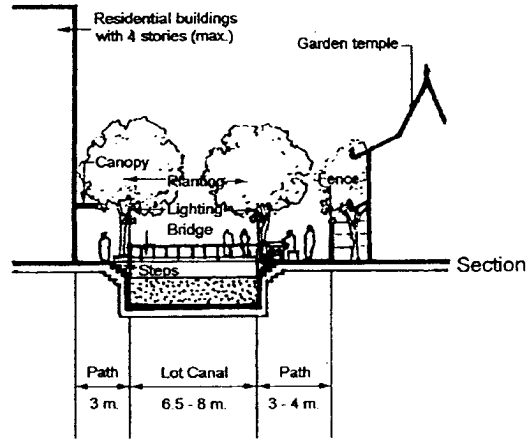 Residential buildings
with 4 stories (max.)
Garden temple
Canopy
Planting
Fence
Lighting
Bridge
Steps
Section
Path
Lot Canal
Path
3 m.
6.5 - 8 m.
3 - 4 m.